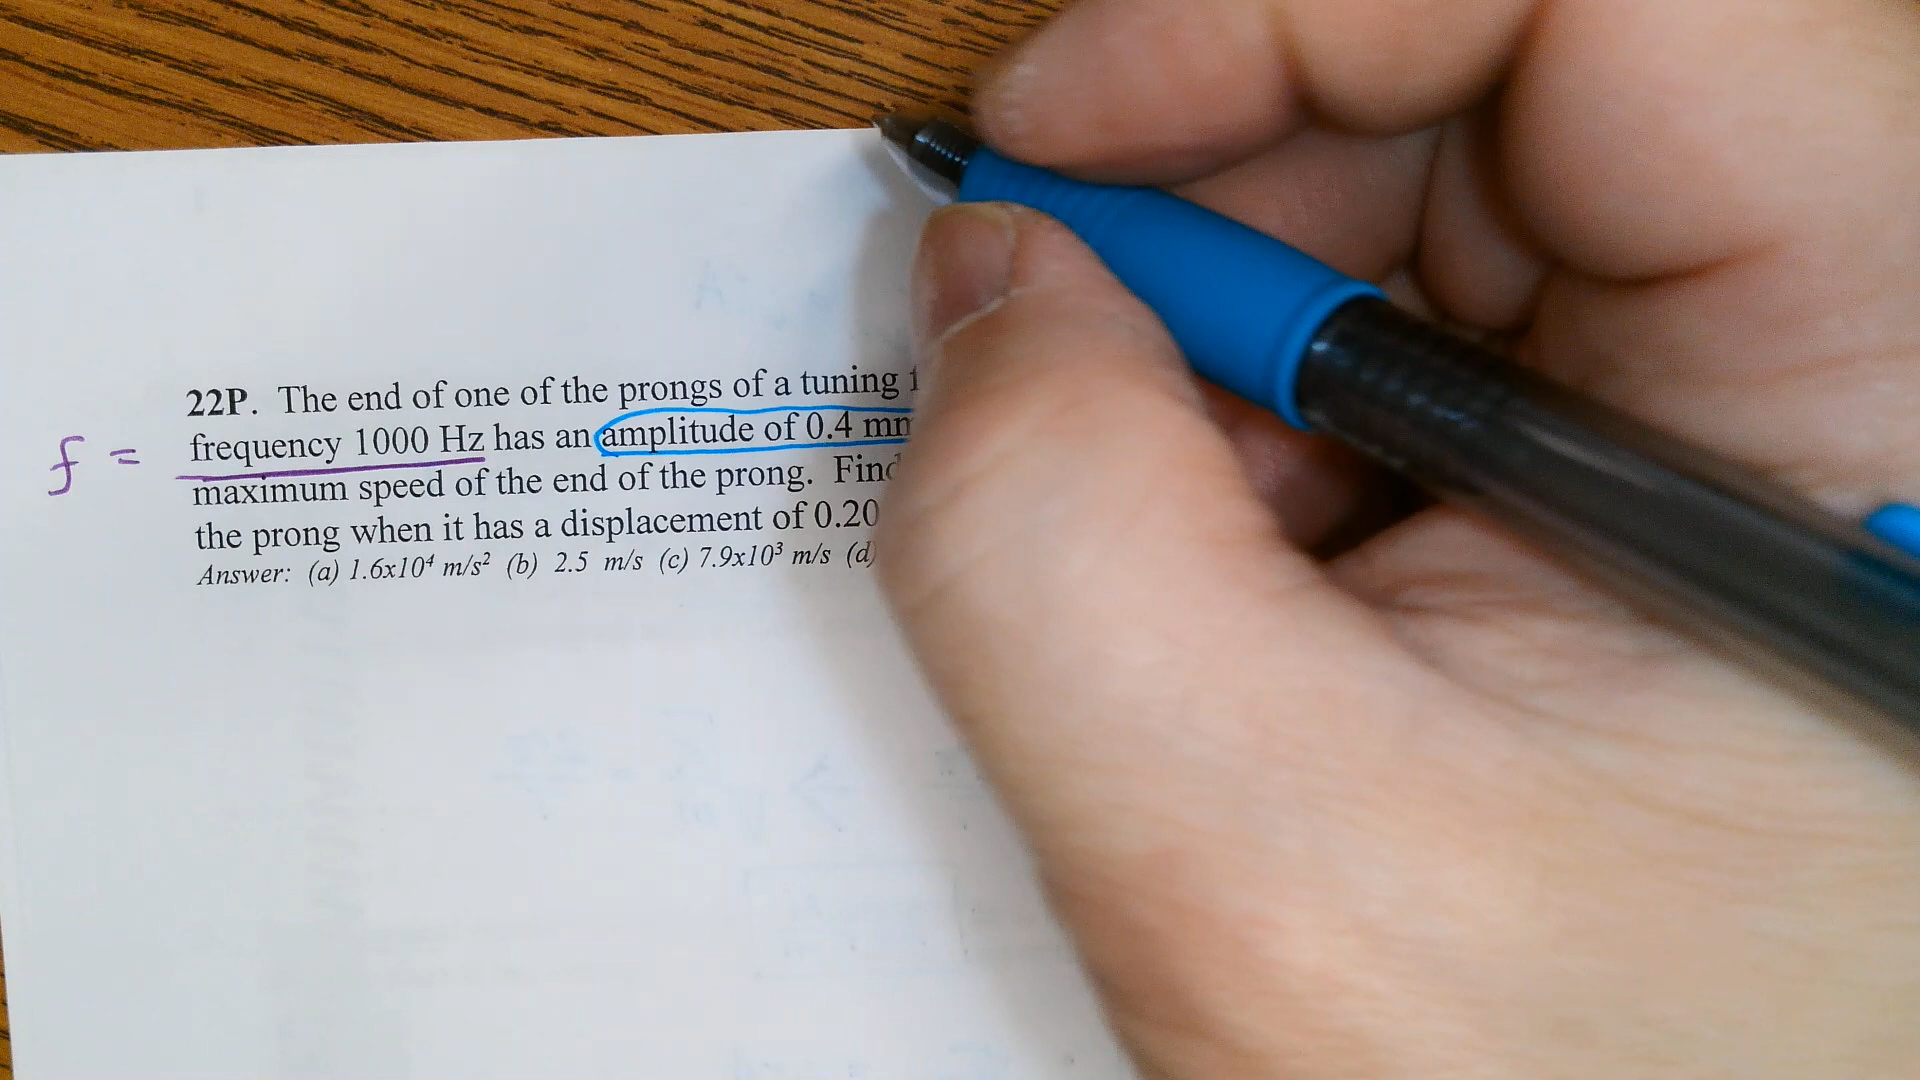 22P. The end of one of the prongs of a tuning
f = frequency 1000 Hz has an amplitude of 0.4
maximum speed of the end of the prong. Find
the prong when it has a displacement of 0.20
Answer: (a) 1.6x10⁴ m/s² (b) 2.5 m/s (c) 7.9x10³ m/s (d)